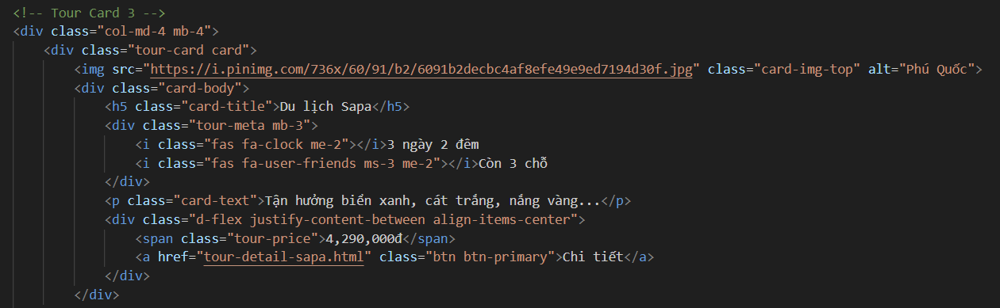 <!-- Tour Card 3 -->
<div class="col-md-4 mb-4">
<div class="tour-card card">
<img src="https://i.pinimg.com/736x/60/91/b2/6091b2decbc4af8efe49e9ed7194d30f.jpg" class="card-img-top" alt="Phú Quốc">
<div class="card-body">
<h5 class="card-title">Du lịch Sapa</h5>
<div class="tour-meta mb-3">
<i class="fas fa-clock me-2"></i>3 ngày 2 đêm
<i class="fas fa-user-friends ms-3 me-2"></i>Còn 3 chỗ
</div>
<p class="card-text">Tận hưởng biển xanh, cát trắng, nắng vàng...</p>
<div class="d-flex justify-content-between align-items-center">
<span class="tour-price">4,290,000đ</span>
<a href="tour-detail-sapa.html" class="btn btn-primary">Chi tiết</a>
</div>
</div>